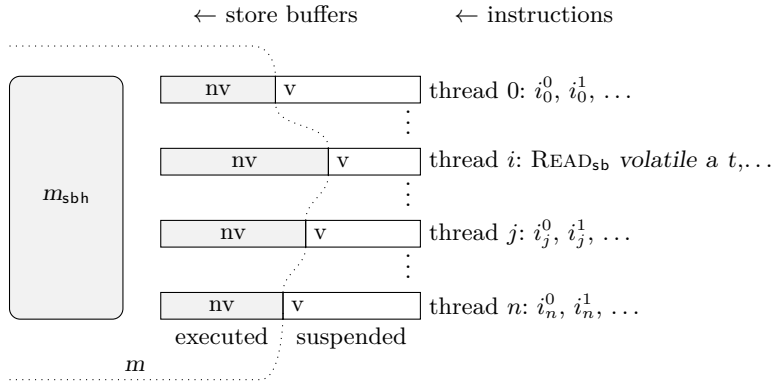 ← store buffers ← instructions
nv v thread 0: i₀⁰, i₀¹, …
⋮ ⋮
nv v thread i: READ_sb volatile a t,…
⋮ ⋮
m_sbh
nv v thread j: i_j⁰, i_j¹, …
⋮ ⋮
nv v thread n: i_n⁰, i_n¹, …
executed suspended
m